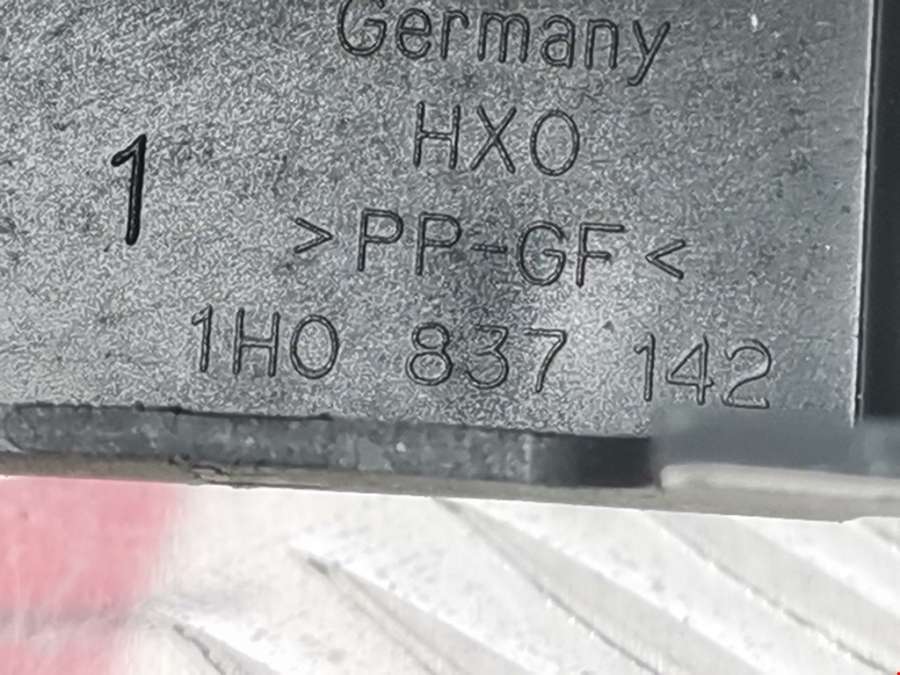 Germany
HXO
1
>PP-GF<
1H0 837 142